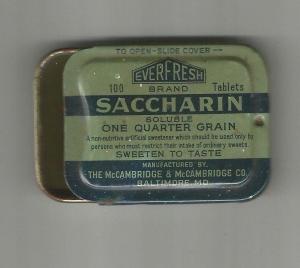 TO OPEN-SLIDE COVER
EVERFRESH
100 BRAND Tablets
SACCHARIN
SOLUBLE
ONE QUARTER GRAIN
A non-nutritive artificial sweetener which should be used only by
persons who must restrict their intake of ordinary sweets.
SWEETEN TO TASTE
MANUFACTURED BY
THE MCCAMBRIDGE & MCCAMBRIDGE CO.
BALTIMORE, MD.